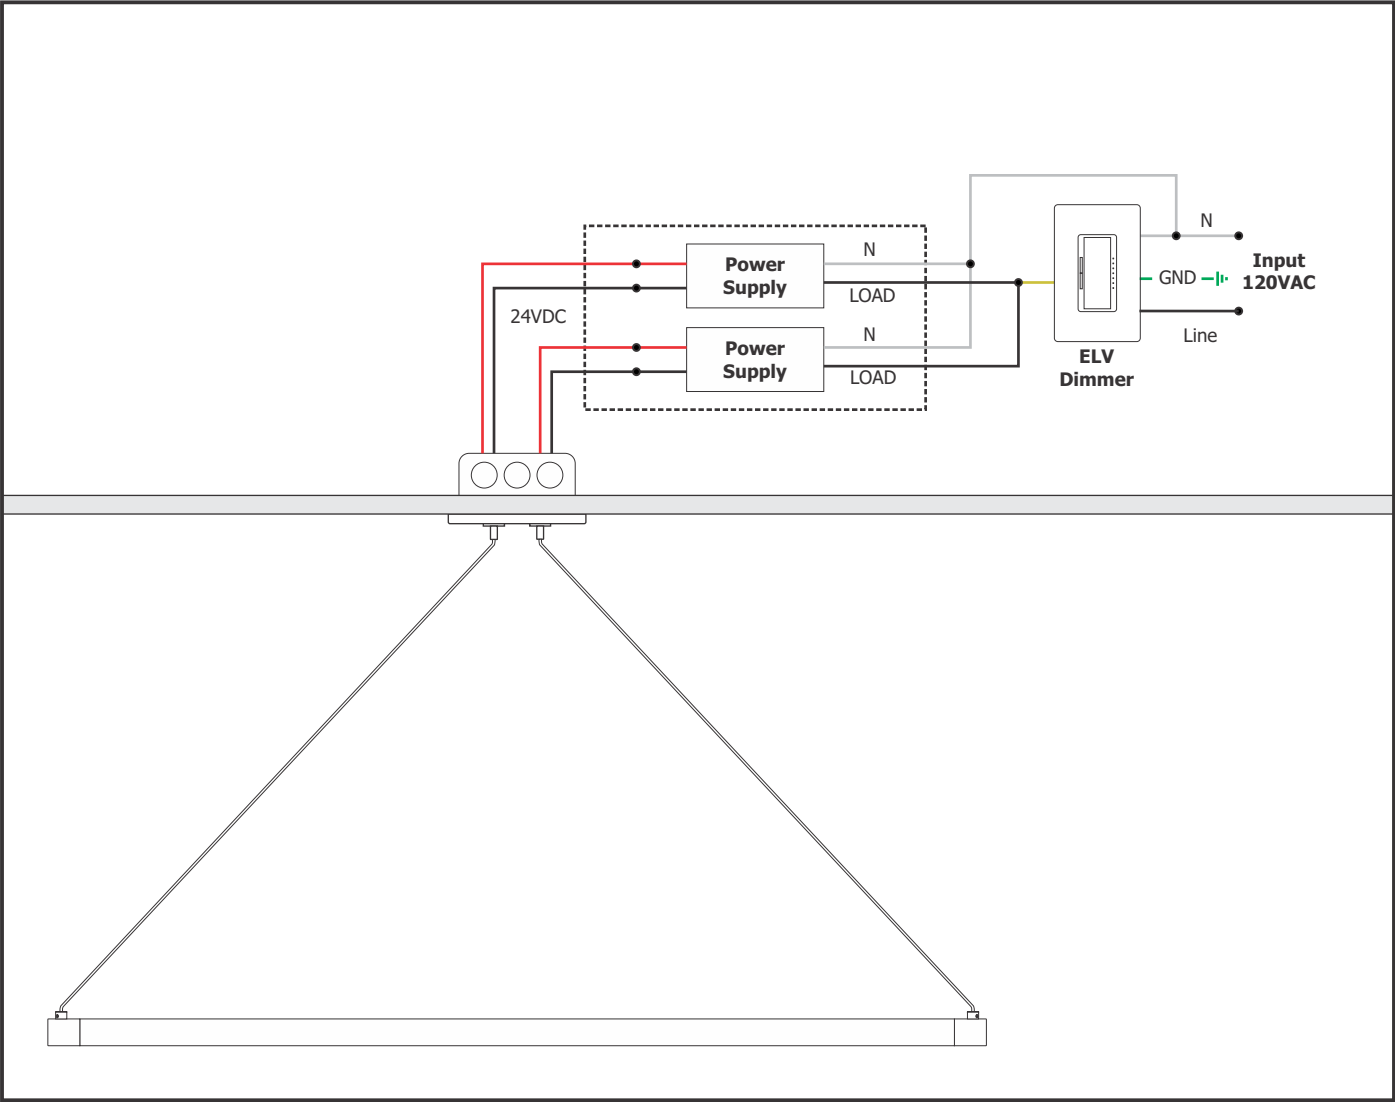 N
Input
120VAC
GND
Line
ELV
Dimmer
N
LOAD
Power
Supply
24VDC
N
LOAD
Power
Supply